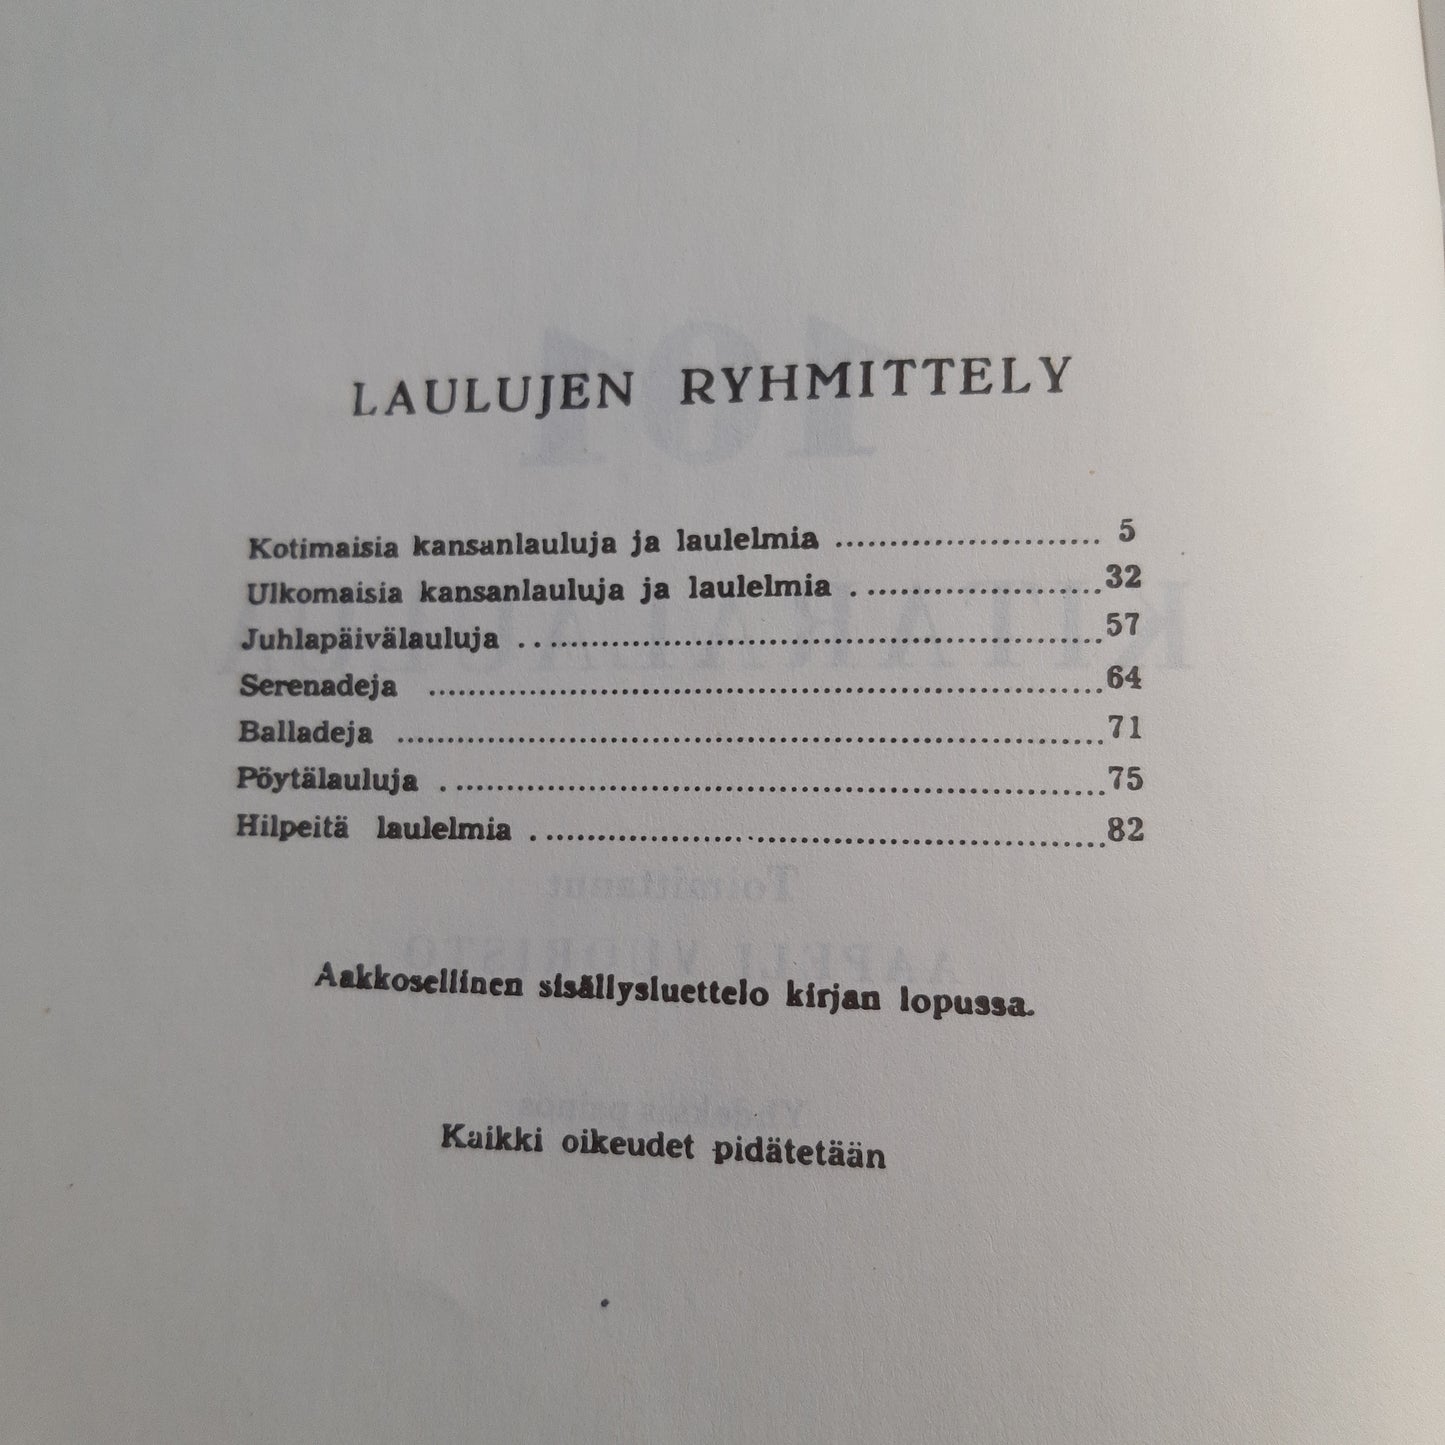 LAULUJEN RYHMITTELY
Kotimaisia kansanlauluja ja laulelmia ........................... 5
Ulkomaisia kansanlauluja ja laulelmia . ..........................32
Juhlapäivälauluja ...........................................................57
Serenadeja ....................................................................64
Balladeja .......................................................................71
Pöytälauluja . .................................................................75
Hilpeitä laulelmia . .........................................................82
Aakkosellinen sisällysluettelo kirjan lopussa.
Kaikki oikeudet pidätetään